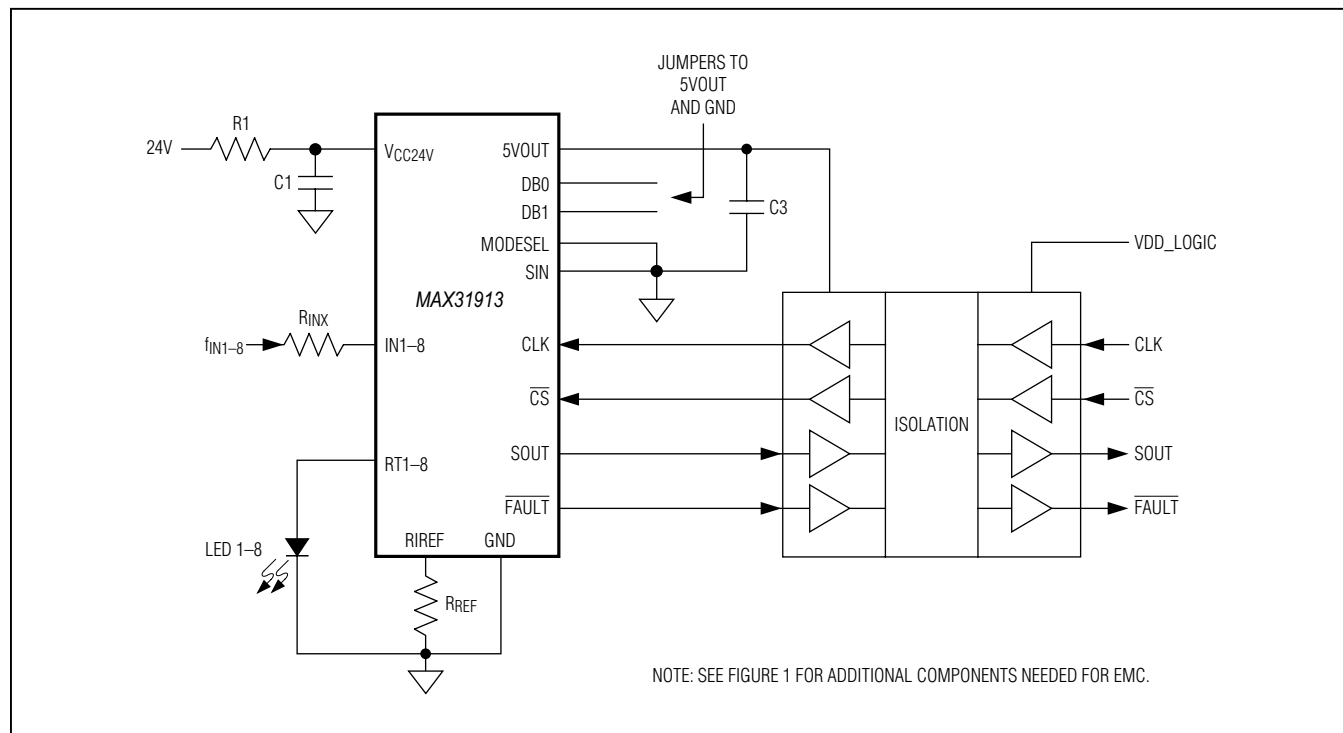 JUMPERS TO
5VOUT
AND GND
24V
R1
C1
VCC24V
5VOUT
DB0
DB1
C3
MODESEL
SIN
VDD_LOGIC
MAX31913
fIN1–8
RINX
IN1–8
CLK
CLK
CS
CS
ISOLATION
RT1–8
SOUT
SOUT
FAULT
FAULT
LED 1–8
RIREF
GND
RREF
NOTE: SEE FIGURE 1 FOR ADDITIONAL COMPONENTS NEEDED FOR EMC.